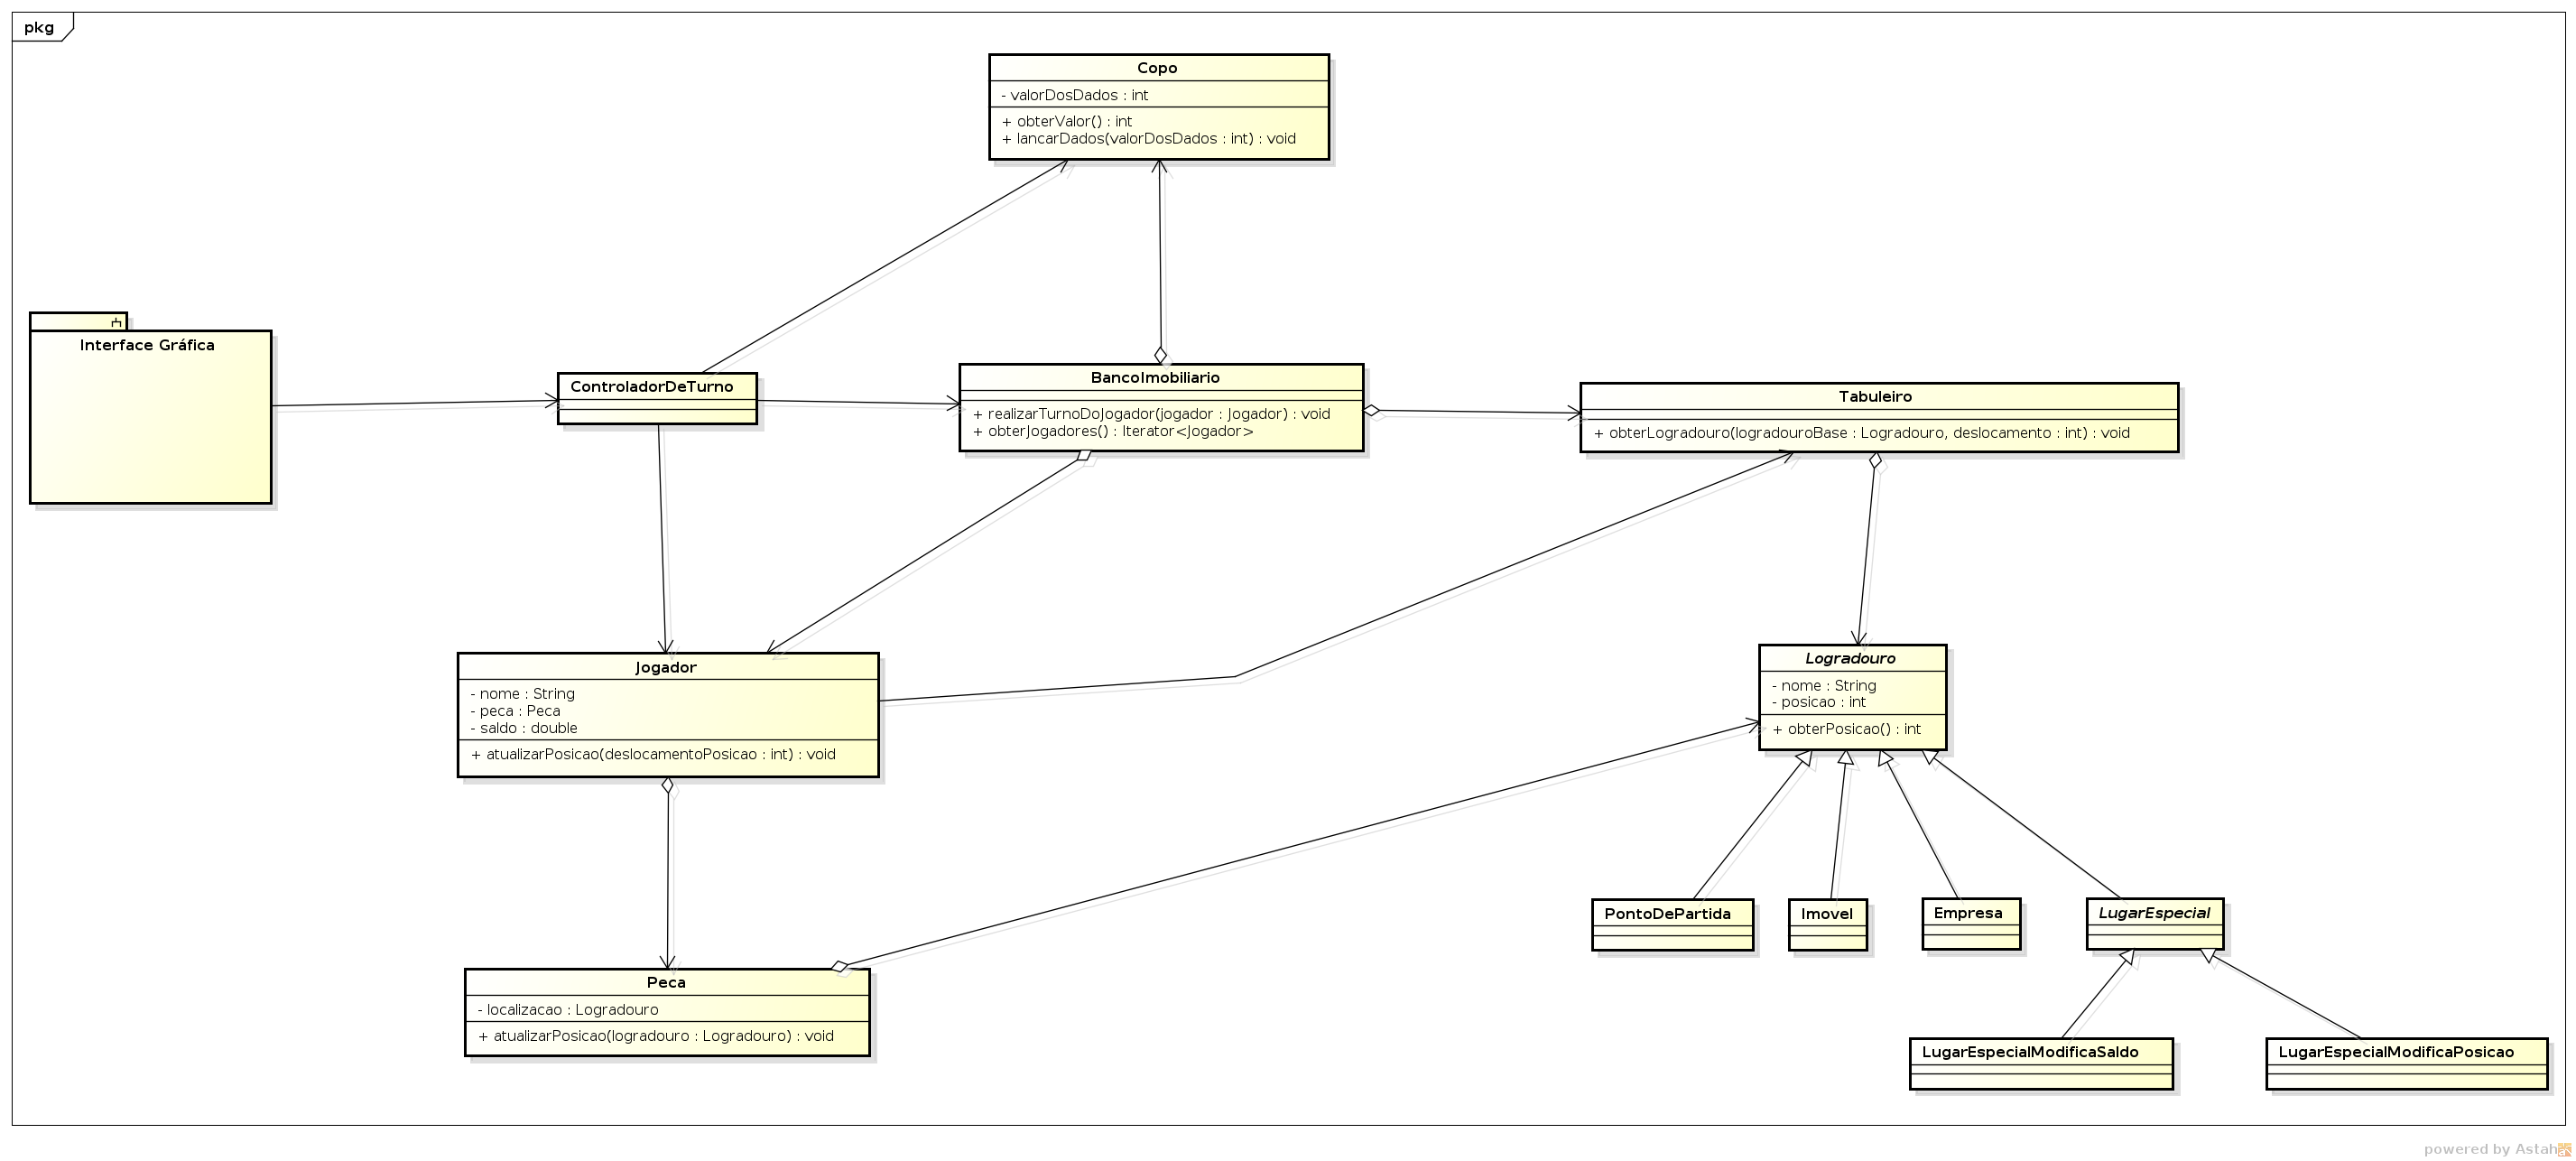 pkg
Copo
- valorDosDados : int
+ obterValor() : int
+ lancarDados(valorDosDados : int) : void
Interface Gráfica
ControladorDeTurno
BancoImobiliario
+ realizarTurnoDoJogador(jogador : Jogador) : void
+ obterJogadores() : Iterator<Jogador>
Tabuleiro
+ obterLogradouro(logradouroBase : Logradouro, deslocamento : int) : void
Jogador
- nome : String
- peca : Peca
- saldo : double
+ atualizarPosicao(deslocamentoPosicao : int) : void
Logradouro
- nome : String
- posicao : int
+ obterPosicao() : int
PontoDePartida
Imovel
Empresa
LugarEspecial
Peca
- localizacao : Logradouro
+ atualizarPosicao(logradouro : Logradouro) : void
LugarEspecialModificaSaldo
LugarEspecialModificaPosicao
powered by Astah